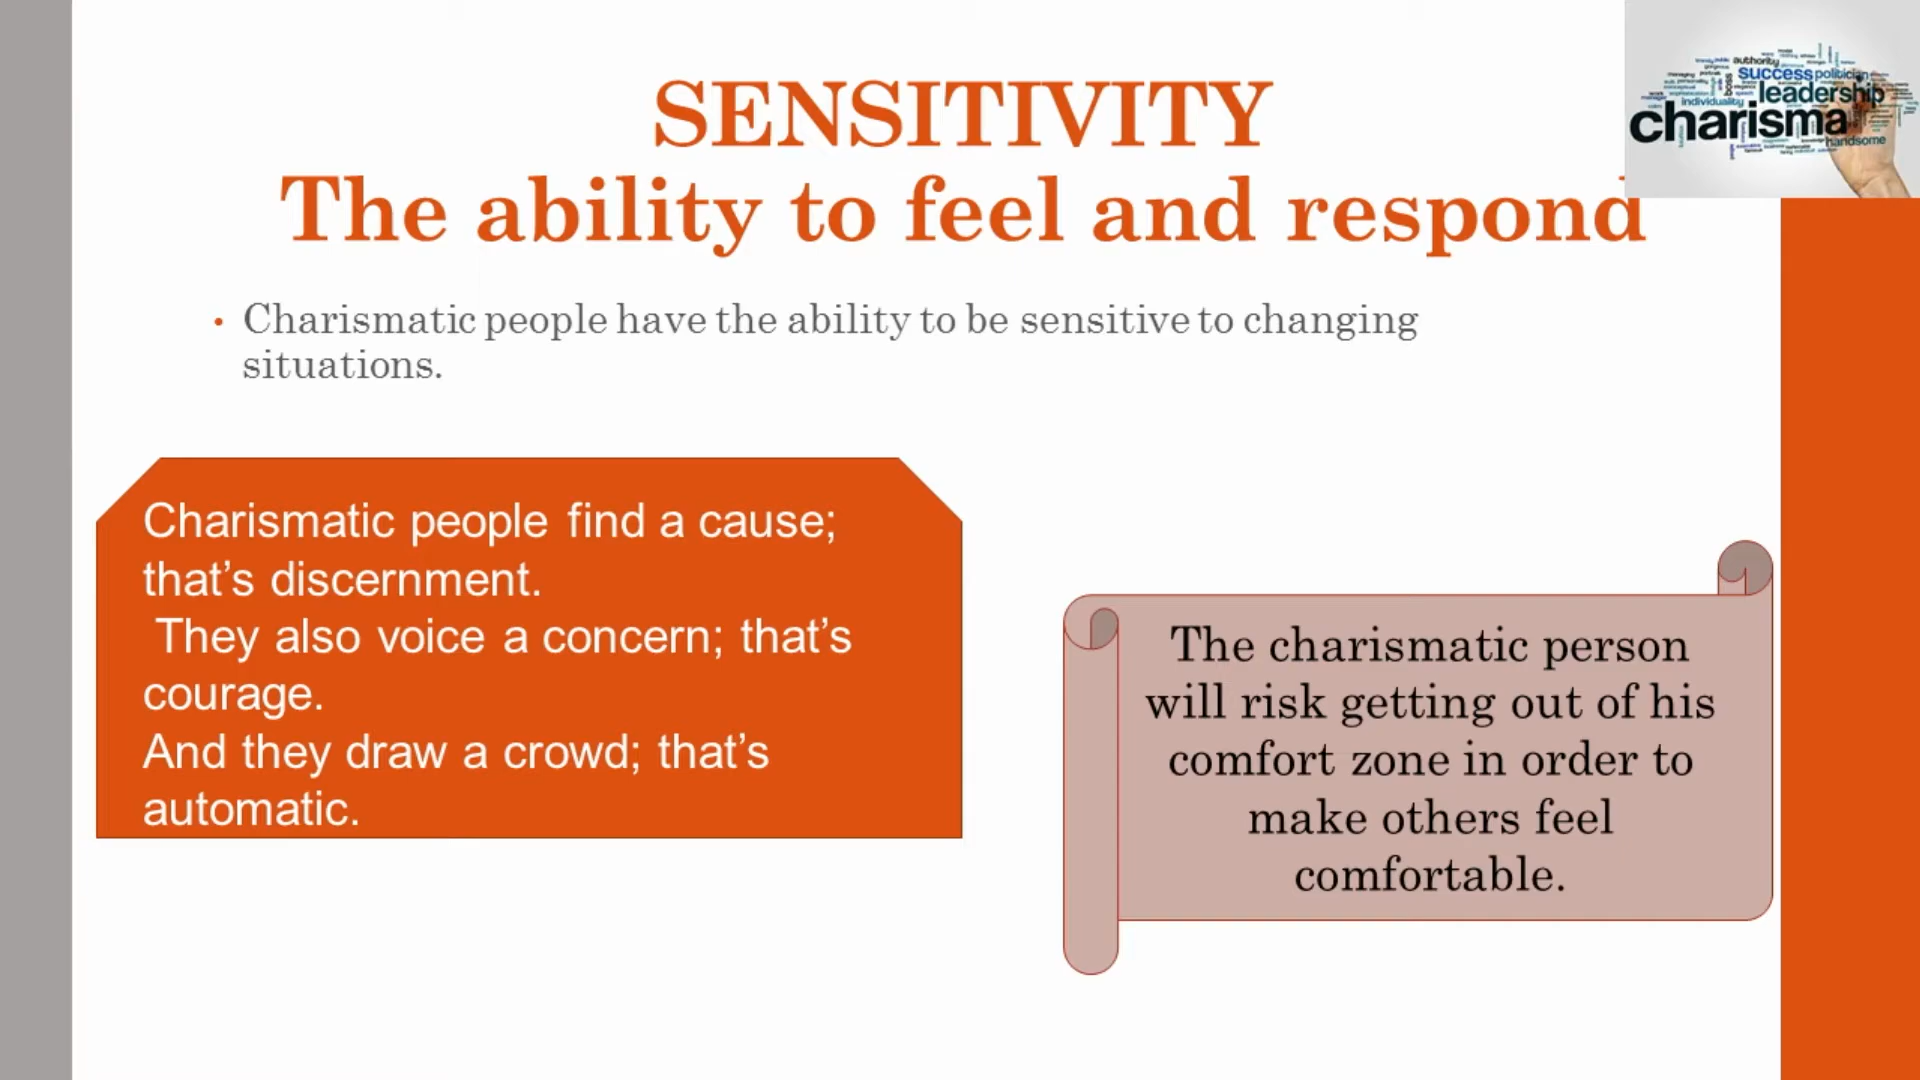 SENSITIVITY
The ability to feel and respond
• Charismatic people have the ability to be sensitive to changing
situations.
Charismatic people find a cause;
that’s discernment.
They also voice a concern; that’s
courage.
And they draw a crowd; that’s
automatic.
The charismatic person
will risk getting out of his
comfort zone in order to
make others feel
comfortable.
authority
success politician
leadership
individuality
charisma
handsome